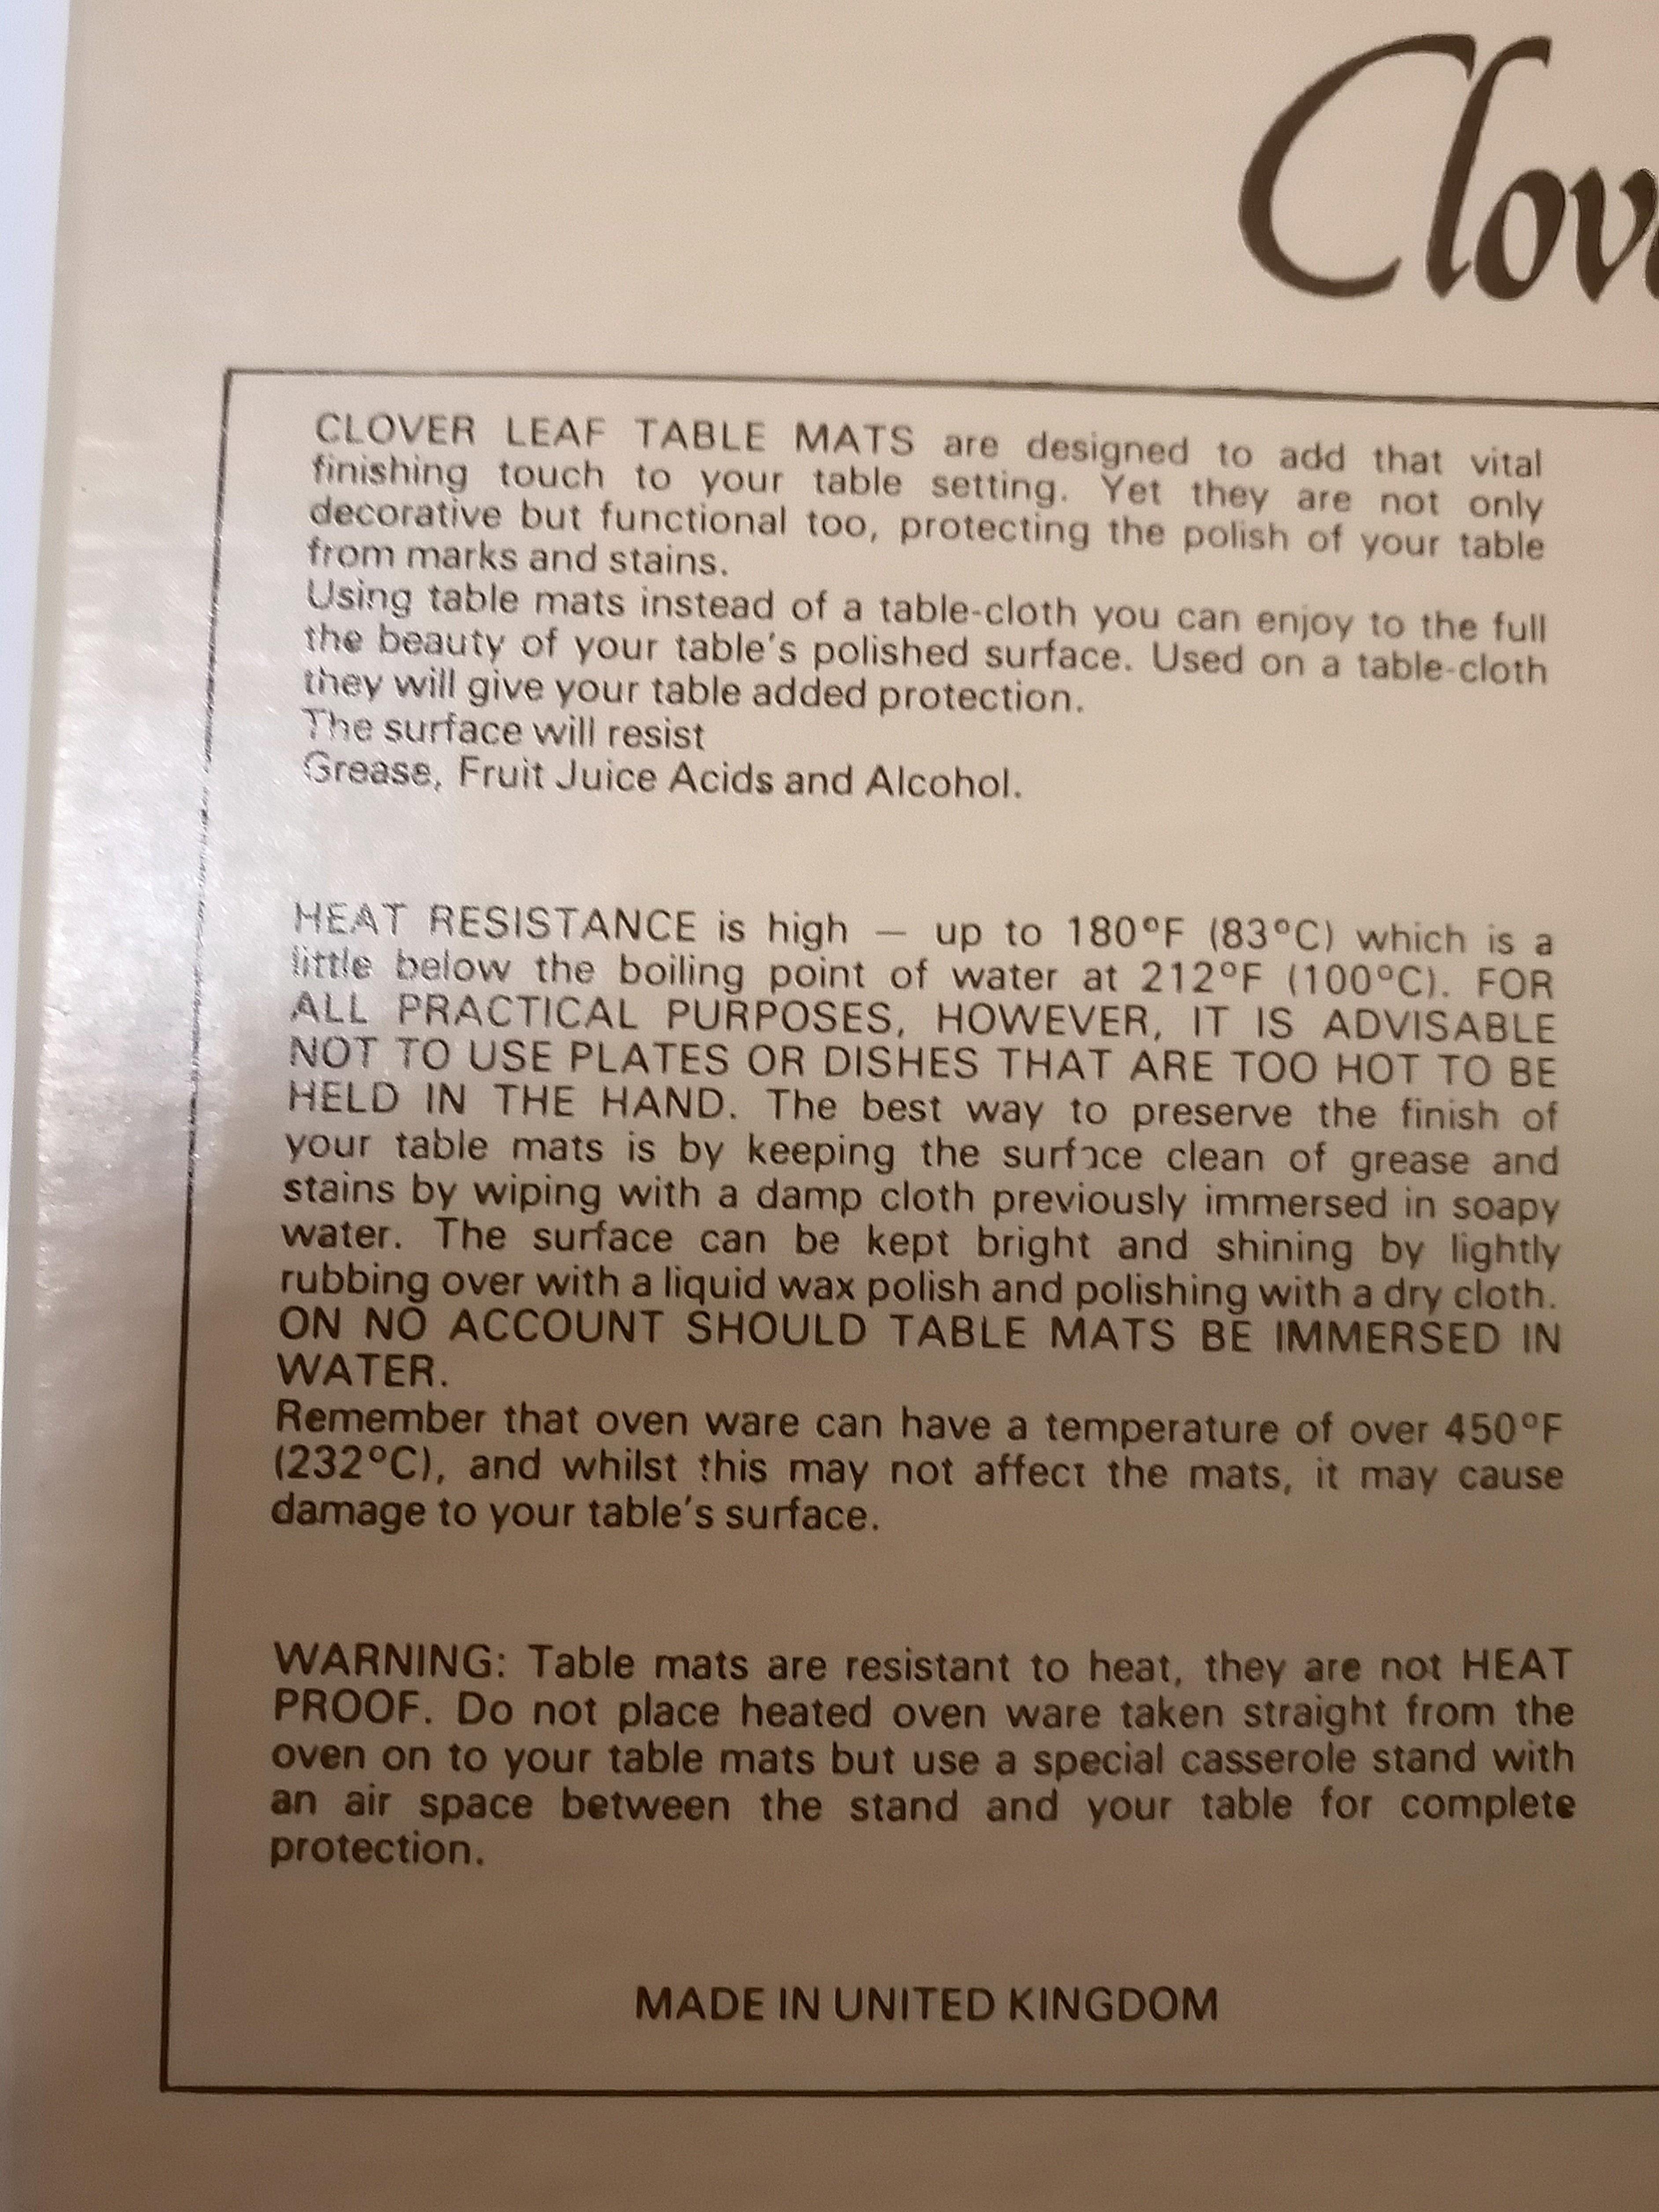 Clov
CLOVER LEAF TABLE MATS are designed to add that vital
finishing touch to your table setting. Yet they are not only
decorative but functional too, protecting the polish of your table
from marks and stains.
Using table mats instead of a table-cloth you can enjoy to the full
the beauty of your table's polished surface. Used on a table-cloth
they will give your table added protection.
The surface will resist
Grease, Fruit Juice Acids and Alcohol.
HEAT RESISTANCE is high — up to 180ºF (83ºC) which is a
little below the boiling point of water at 212ºF (100ºC). FOR
ALL PRACTICAL PURPOSES, HOWEVER, IT IS ADVISABLE
NOT TO USE PLATES OR DISHES THAT ARE TOO HOT TO BE
HELD IN THE HAND. The best way to preserve the finish of
your table mats is by keeping the surface clean of grease and
stains by wiping with a damp cloth previously immersed in soapy
water. The surface can be kept bright and shining by lightly
rubbing over with a liquid wax polish and polishing with a dry cloth.
ON NO ACCOUNT SHOULD TABLE MATS BE IMMERSED IN
WATER.
Remember that oven ware can have a temperature of over 450ºF
(232ºC), and whilst this may not affect the mats, it may cause
damage to your table's surface.
WARNING: Table mats are resistant to heat, they are not HEAT
PROOF. Do not place heated oven ware taken straight from the
oven on to your table mats but use a special casserole stand with
an air space between the stand and your table for complete
protection.
MADE IN UNITED KINGDOM